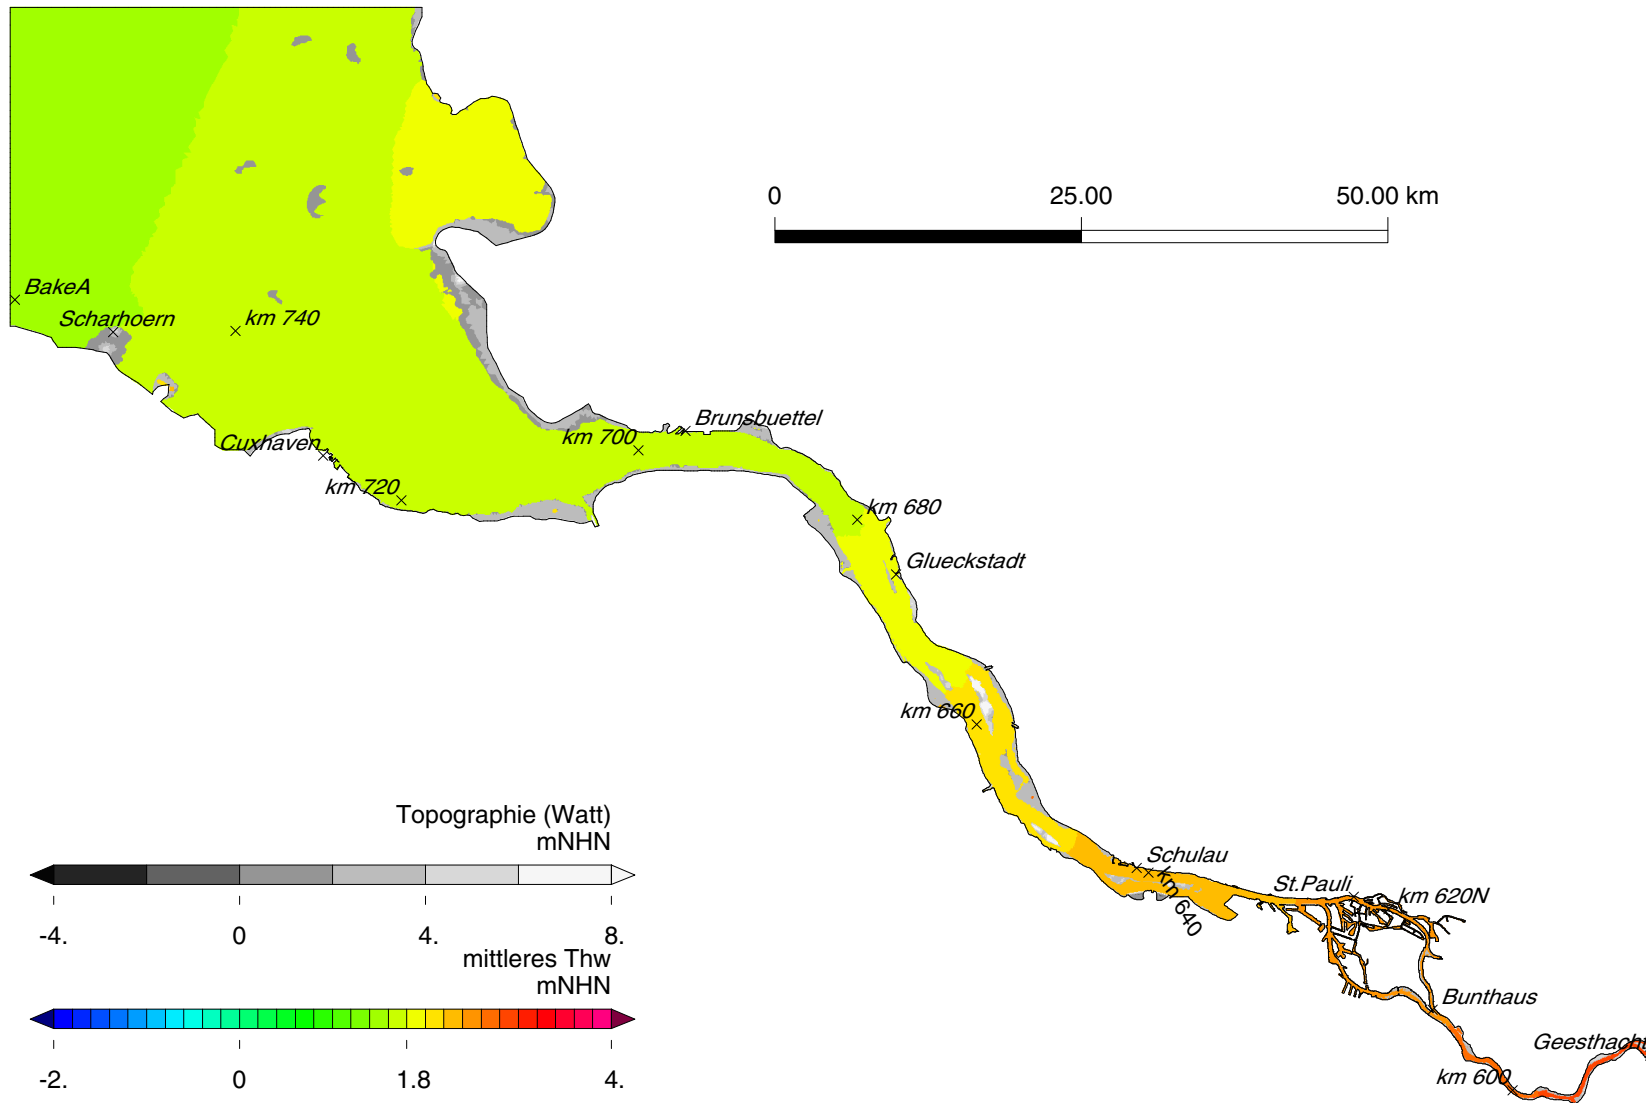 0 25.00 50.00 km
BakeA
Scharhoern
km 740
Cuxhaven
km 720
km 700
Brunsbuettel
km 680
Glueckstadt
km 660
Schulau
km 640
St.Pauli
km 620N
Bunthaus
Geesthacht
km 600
Topographie (Watt)
mNHN
-4. 0 4. 8.
mittleres Thw
mNHN
-2. 0 1.8 4.